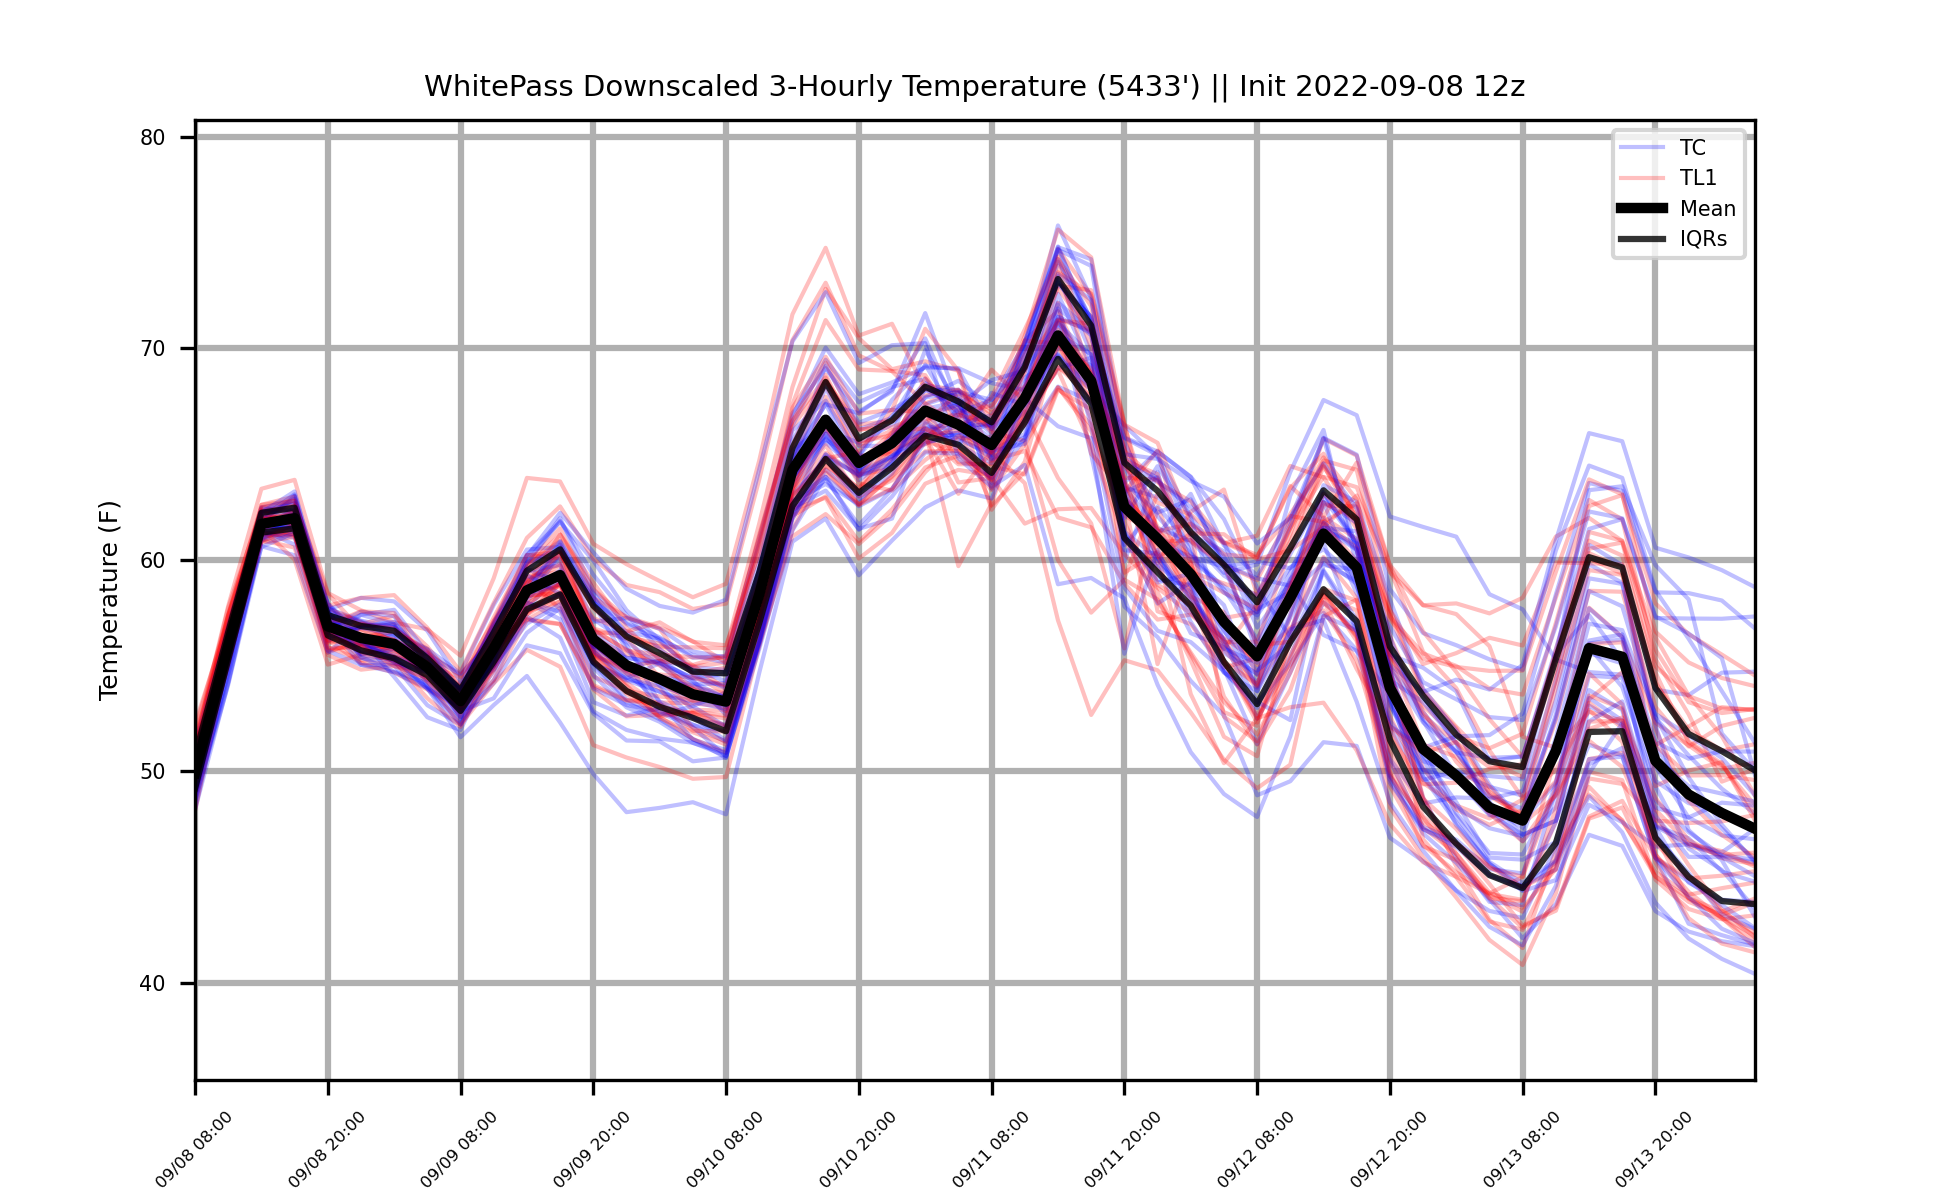 WhitePass Downscaled 3-Hourly Temperature (5433') || Init 2022-09-08 12z
TC
TL1
Mean
IQRs
Temperature (F)
80
70
60
50
40
09/08 08:00
09/08 20:00
09/09 08:00
09/09 20:00
09/10 08:00
09/10 20:00
09/11 08:00
09/11 20:00
09/12 08:00
09/12 20:00
09/13 08:00
09/13 20:00